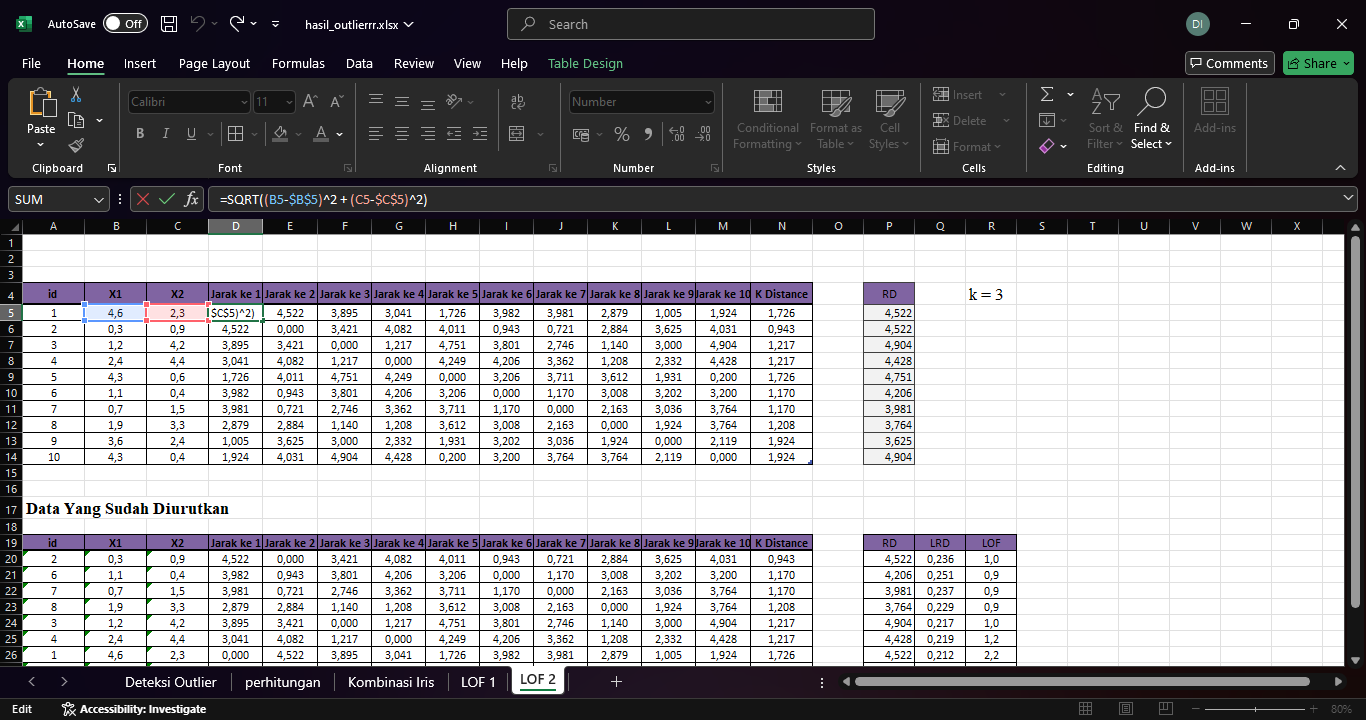 AutoSave Off hasil_outlierrr.xlsx Search DI
File Home Insert Page Layout Formulas Data Review View Help Table Design Comments Share
Paste Calibri 11 Number Conditional Formatting Format as Table Cell Styles Insert Delete Format Sort & Filter Find & Select Add-ins
Clipboard Font Alignment Number Styles Cells Editing Add-ins
SUM =SQRT((B5-$B$5)^2 + (C5-$C$5)^2)
A B C D E F G H I J K L M N O P Q R S T U V W X
1
2
3
4 id X1 X2 Jarak ke 1 Jarak ke 2 Jarak ke 3 Jarak ke 4 Jarak ke 5 Jarak ke 6 Jarak ke 7 Jarak ke 8 Jarak ke 9 Jarak ke 10 K Distance RD k = 3
5 1 4,6 2,3 $C$5)^2) 4,522 3,895 3,041 1,726 3,982 3,981 2,879 1,005 1,924 1,726 4,522
6 2 0,3 0,9 4,522 0,000 3,421 4,082 4,011 0,943 0,721 2,884 3,625 4,031 0,943 4,522
7 3 1,2 4,2 3,895 3,421 0,000 1,217 4,751 3,801 2,746 1,140 3,000 4,904 1,217 4,904
8 4 2,4 4,4 3,041 4,082 1,217 0,000 4,249 4,206 3,362 1,208 2,332 4,428 1,217 4,428
9 5 4,3 0,6 1,726 4,011 4,751 4,249 0,000 3,206 3,711 3,612 1,931 0,200 1,726 4,751
10 6 1,1 0,4 3,982 0,943 3,801 4,206 3,206 0,000 1,170 3,008 3,202 3,200 1,170 4,206
11 7 0,7 1,5 3,981 0,721 2,746 3,362 3,711 1,170 0,000 2,163 3,036 3,764 1,170 3,981
12 8 1,9 3,3 2,879 2,884 1,140 1,208 3,612 3,008 2,163 0,000 1,924 3,764 1,208 3,764
13 9 3,6 2,4 1,005 3,625 3,000 2,332 1,931 3,202 3,036 1,924 0,000 2,119 1,924 3,625
14 10 4,3 0,4 1,924 4,031 4,904 4,428 0,200 3,200 3,764 3,764 2,119 0,000 1,924 4,904
15
16
17 Data Yang Sudah Diurutkan
18
19 id X1 X2 Jarak ke 1 Jarak ke 2 Jarak ke 3 Jarak ke 4 Jarak ke 5 Jarak ke 6 Jarak ke 7 Jarak ke 8 Jarak ke 9 Jarak ke 10 K Distance RD LRD LOF
20 2 0,3 0,9 4,522 0,000 3,421 4,082 4,011 0,943 0,721 2,884 3,625 4,031 0,943 4,522 0,236 1,0
21 6 1,1 0,4 3,982 0,943 3,801 4,206 3,206 0,000 1,170 3,008 3,202 3,200 1,170 4,206 0,251 0,9
22 7 0,7 1,5 3,981 0,721 2,746 3,362 3,711 1,170 0,000 2,163 3,036 3,764 1,170 3,981 0,237 0,9
23 8 1,9 3,3 2,879 2,884 1,140 1,208 3,612 3,008 2,163 0,000 1,924 3,764 1,208 3,764 0,229 0,9
24 3 1,2 4,2 3,895 3,421 0,000 1,217 4,751 3,801 2,746 1,140 3,000 4,904 1,217 4,904 0,217 1,0
25 4 2,4 4,4 3,041 4,082 1,217 0,000 4,249 4,206 3,362 1,208 2,332 4,428 1,217 4,428 0,219 1,2
26 1 4,6 2,3 0,000 4,522 3,895 3,041 1,726 3,982 3,981 2,879 1,005 1,924 1,726 4,522 0,212 2,2
Deteksi Outlier perhitungan Kombinasi Iris LOF 1 LOF 2
Edit Accessibility: Investigate 80%